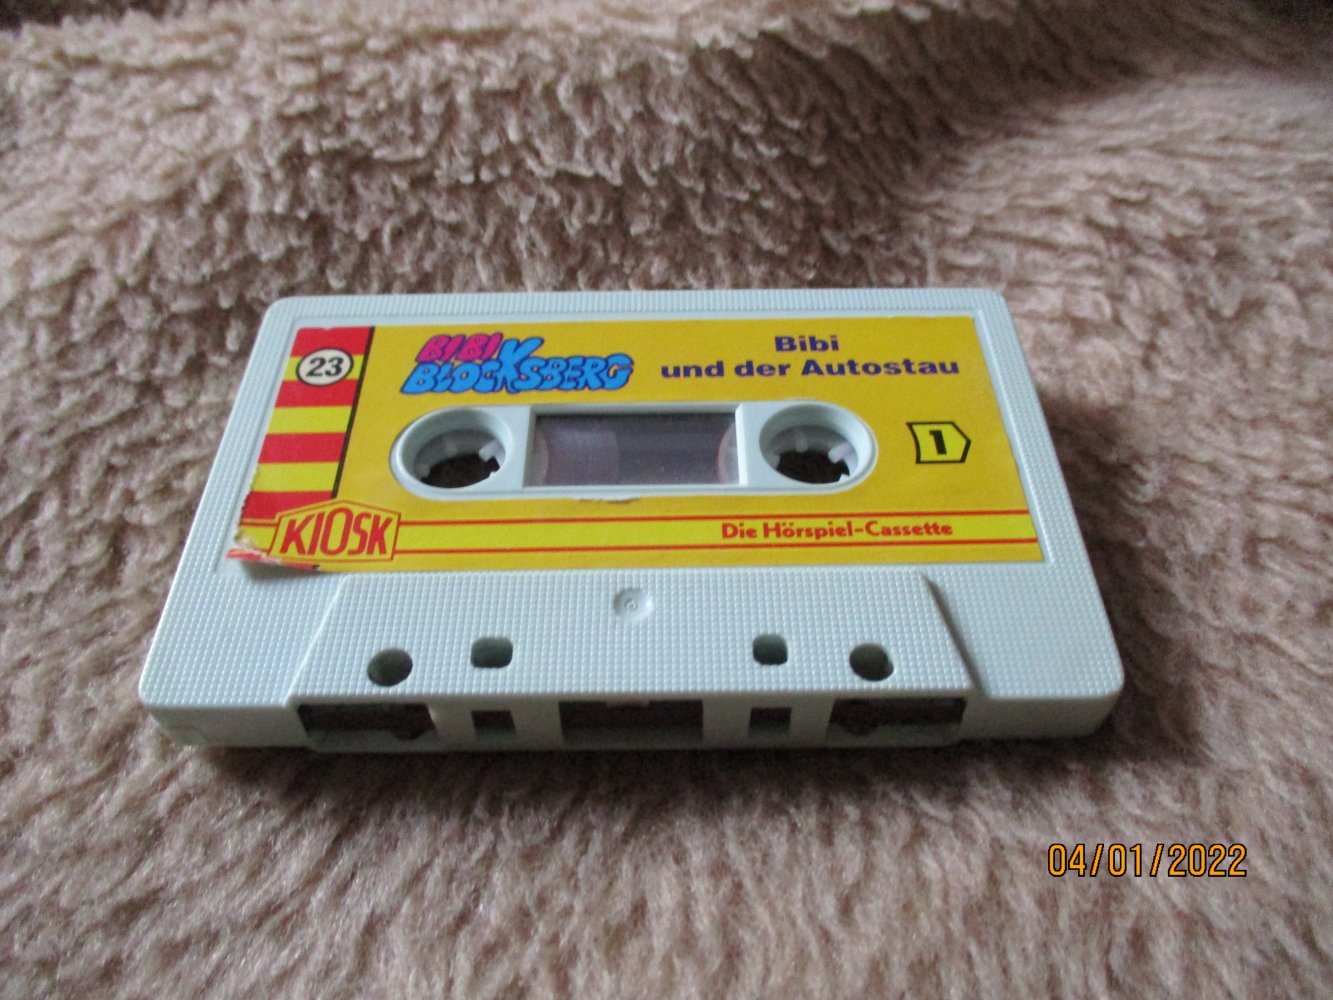 23
BIBI
BLOCKSBERG
Bibi
und der Autostau
1
KIOSK
Die Hörspiel-Cassette
04/01/2022